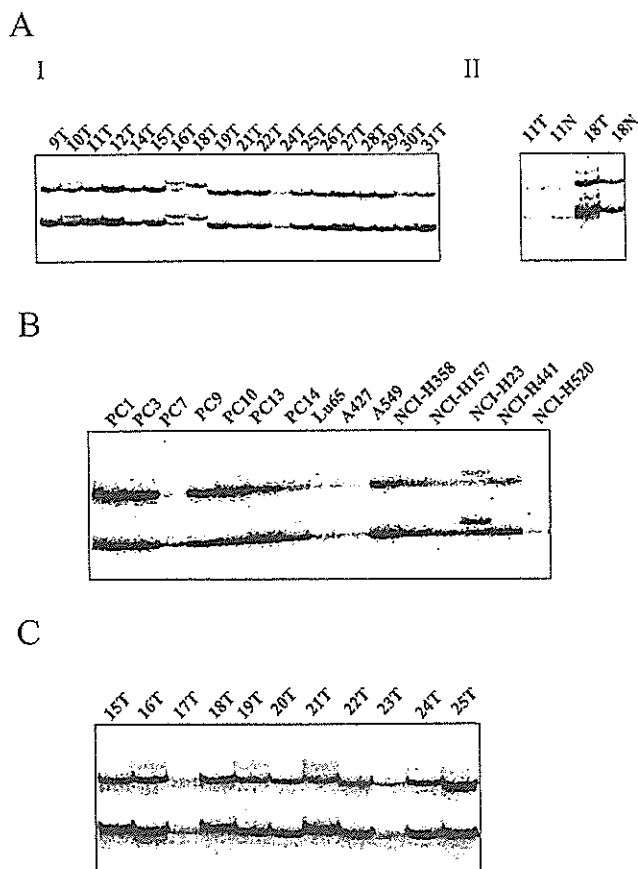 A
I
II
9T 10T 11T 12T 14T 15T 16T 18T 19T 21T 22T 24T 25T 26T 27T 28T 29T 30T 31T
11T 11N 18T 18N
B
PC1 PC3 PC7 PC9 PC10 PC13 PC14 Lu65 A427 A549 NCI-H358 NCI-H157 NCI-H23 NCI-H441 NCI-H520
C
15T 16T 17T 18T 19T 20T 21T 22T 23T 24T 25T